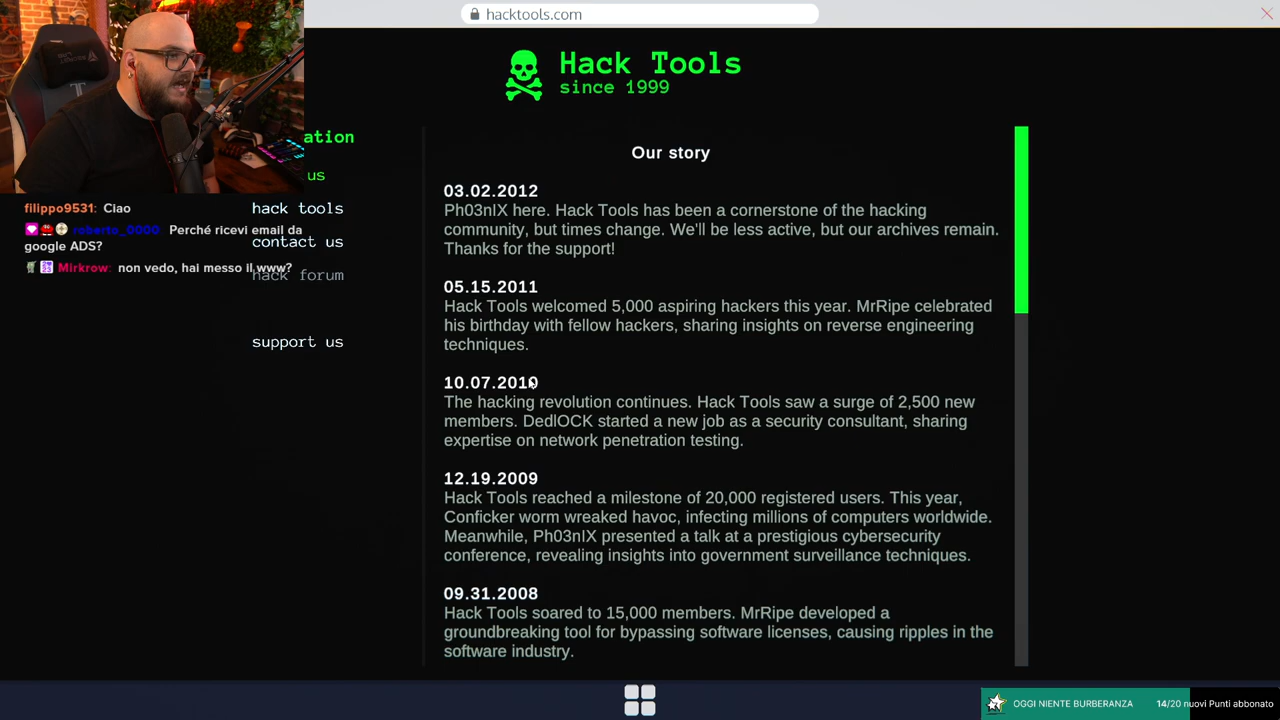 hacktools.com
Hack Tools
since 1999
ation
us
hack tools
contact us
hack forum
support us
filippo9531: Ciao
roberto_0000: Perché ricevi email da
google ADS?
Mirkrow: non vedo, hai messo il www?
Our story
03.02.2012
Ph03nIX here. Hack Tools has been a cornerstone of the hacking
community, but times change. We'll be less active, but our archives remain.
Thanks for the support!
05.15.2011
Hack Tools welcomed 5,000 aspiring hackers this year. MrRipe celebrated
his birthday with fellow hackers, sharing insights on reverse engineering
techniques.
10.07.2010
The hacking revolution continues. Hack Tools saw a surge of 2,500 new
members. DedlOCK started a new job as a security consultant, sharing
expertise on network penetration testing.
12.19.2009
Hack Tools reached a milestone of 20,000 registered users. This year,
Conficker worm wreaked havoc, infecting millions of computers worldwide.
Meanwhile, Ph03nIX presented a talk at a prestigious cybersecurity
conference, revealing insights into government surveillance techniques.
09.31.2008
Hack Tools soared to 15,000 members. MrRipe developed a
groundbreaking tool for bypassing software licenses, causing ripples in the
software industry.
OGGI NIENTE BURBERANZA 14/20 nuovi Punti abbonato